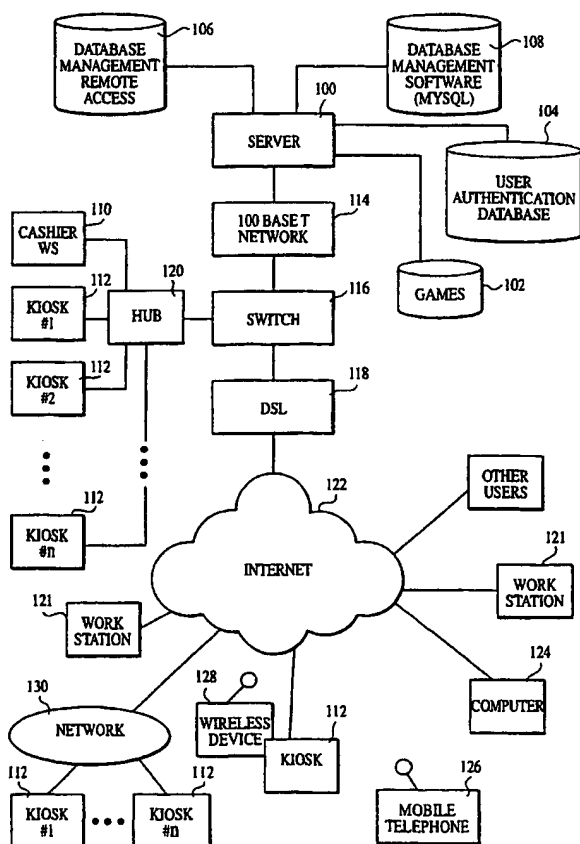 106
DATABASE
MANAGEMENT
REMOTE
ACCESS
108
DATABASE
MANAGEMENT
SOFTWARE
(MYSQL)
100
SERVER
104
USER
AUTHENTICATION
DATABASE
110
CASHIER
WS
114
100 BASE T
NETWORK
112
KIOSK
#1
120
HUB
116
SWITCH
GAMES
102
112
KIOSK
#2
118
DSL
112
KIOSK
#n
122
INTERNET
OTHER
USERS
121
WORK
STATION
121
WORK
STATION
124
COMPUTER
130
NETWORK
128
WIRELESS
DEVICE
112
KIOSK
112
KIOSK
#1
112
KIOSK
#n
126
MOBILE
TELEPHONE